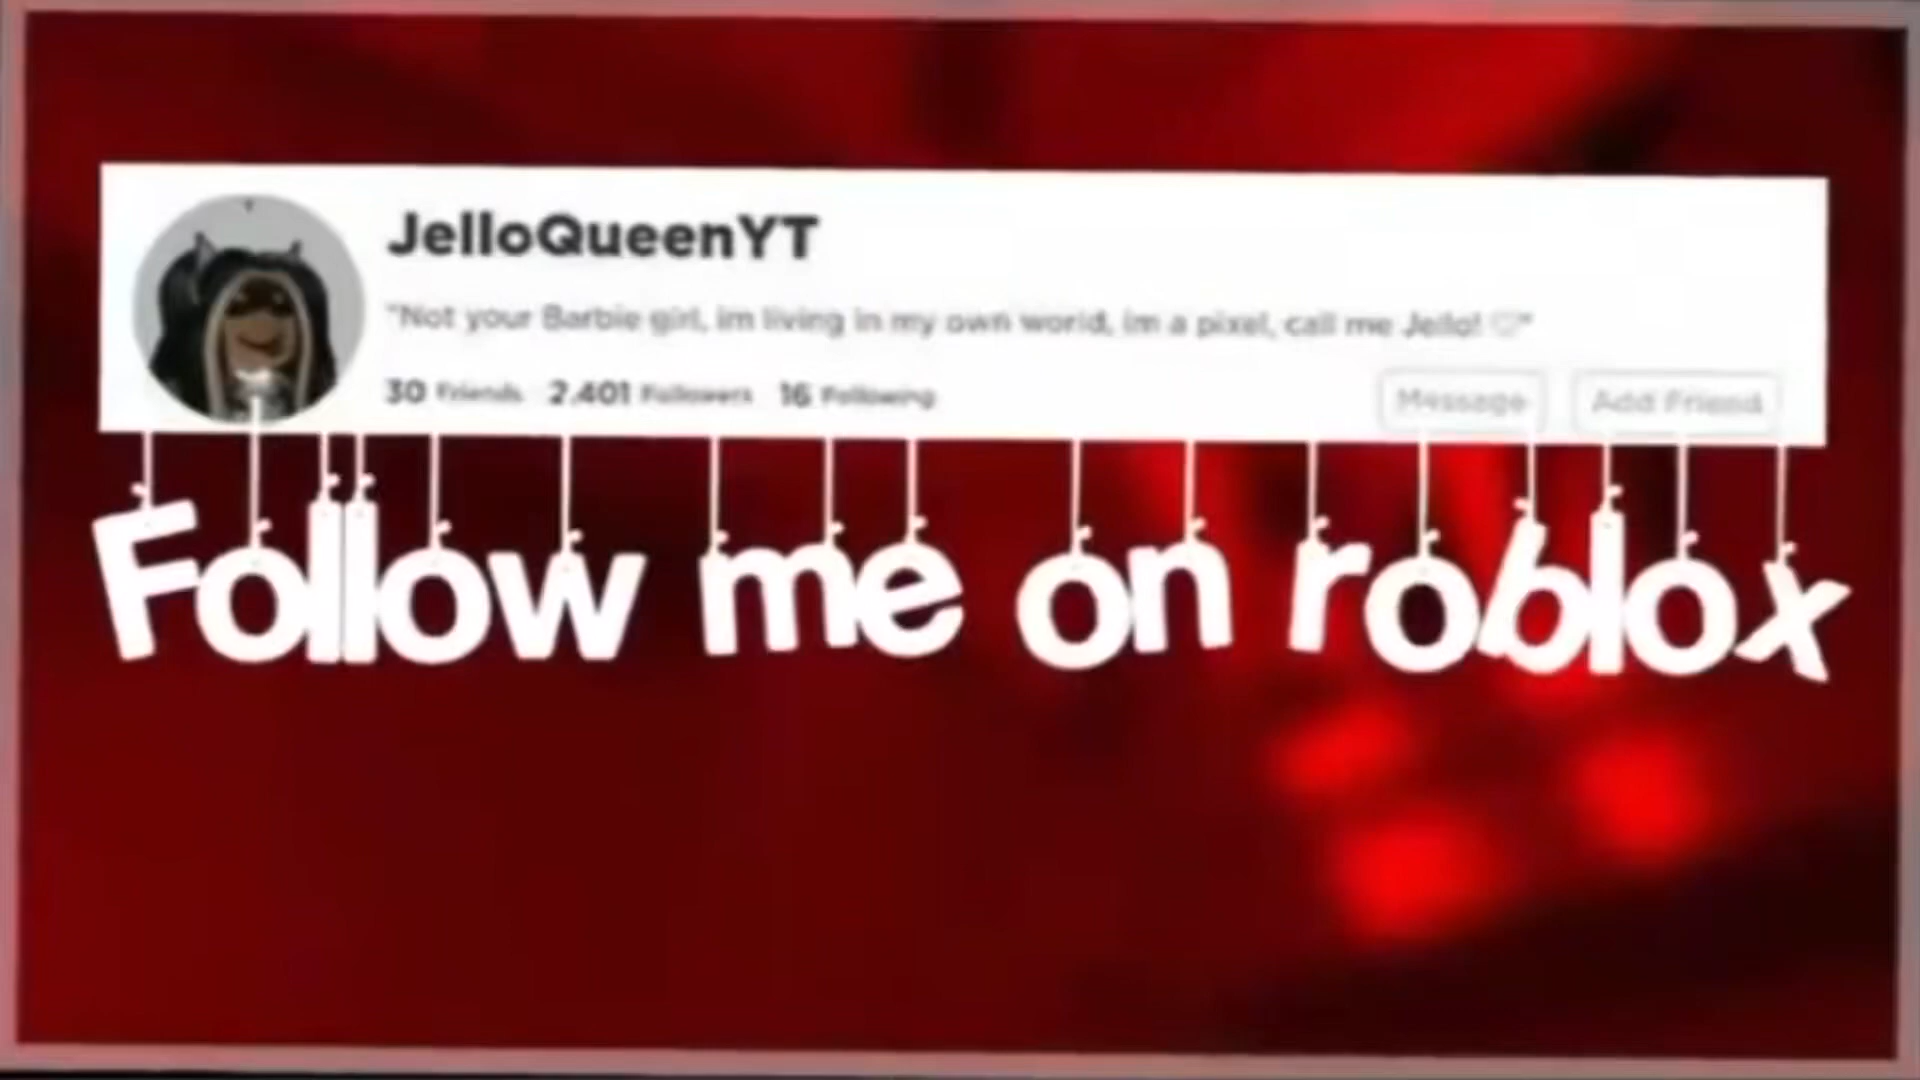 JelloQueenYT
"Not your Barbie girl, im living in my own world, im a pixel, call me Jello! ♡"
30 Friends 2,401 Followers 16 Following
Message Add Friend
Follow me on roblox